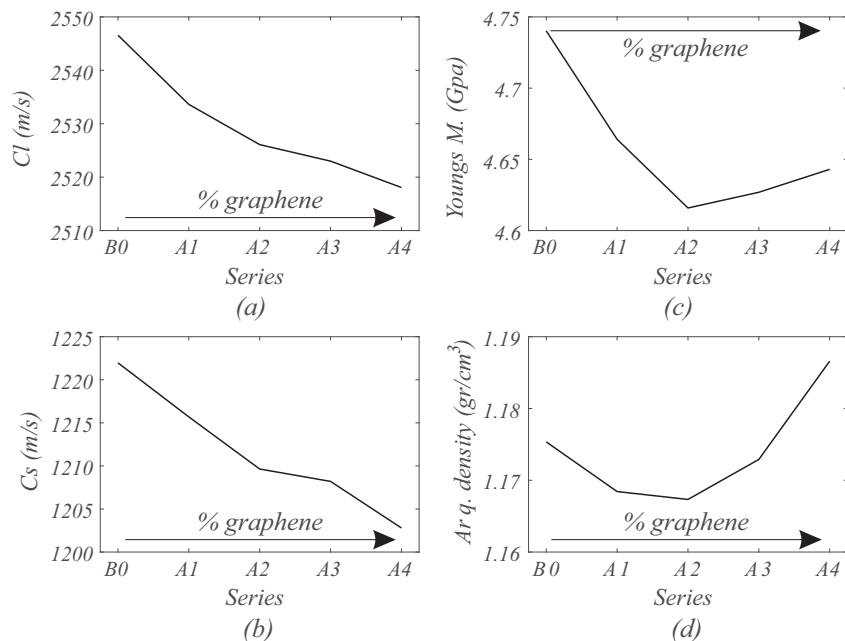 2550
2540
2530
2520
2510
Cl (m/s)
% graphene
B0 A1 A2 A3 A4
Series
(a)
4.75
4.7
4.65
4.6
Youngs M. (Gpa)
% graphene
B0 A1 A2 A3 A4
Series
(c)
1225
1220
1215
1210
1205
1200
Cs (m/s)
% graphene
B0 A1 A2 A3 A4
Series
(b)
1.19
1.18
1.17
1.16
Ar q. density (gr/cm³)
% graphene
B 0 A1 A2 A3 A4
Series
(d)